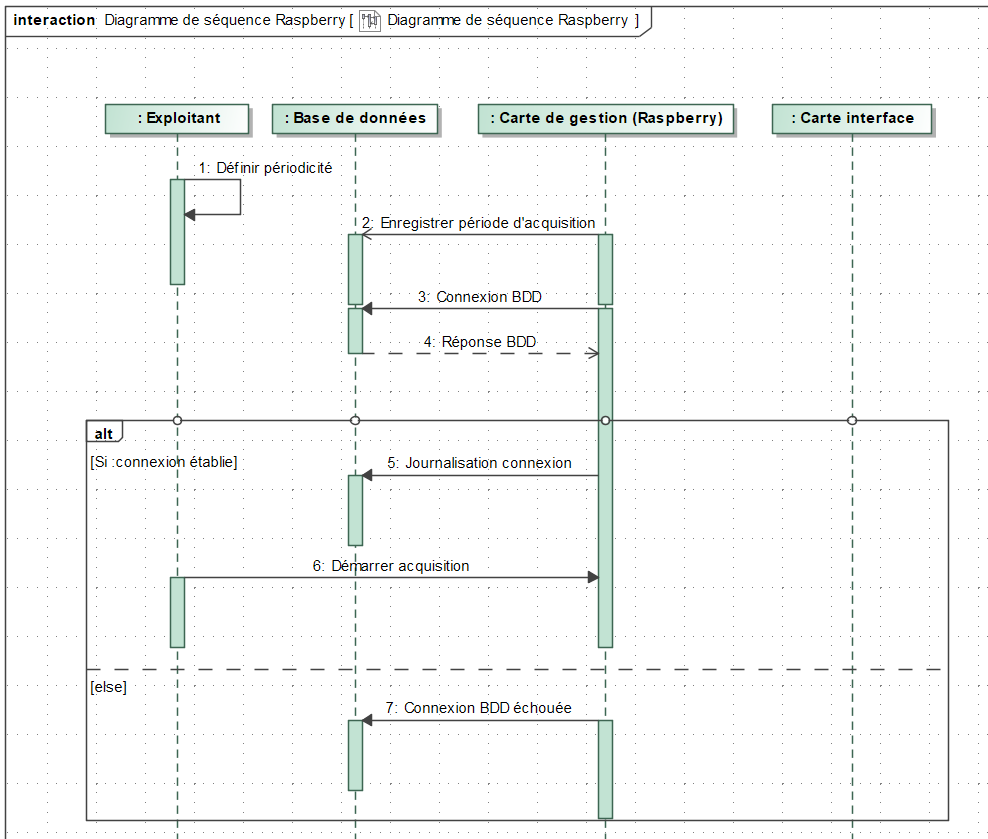 interaction Diagramme de séquence Raspberry [ Diagramme de séquence Raspberry ]
: Exploitant
: Base de données
: Carte de gestion (Raspberry)
: Carte interface
1: Définir périodicité
2: Enregistrer période d'acquisition
3: Connexion BDD
4: Réponse BDD
alt
[Si :connexion établie]
5: Journalisation connexion
6: Démarrer acquisition
[else]
7: Connexion BDD échouée